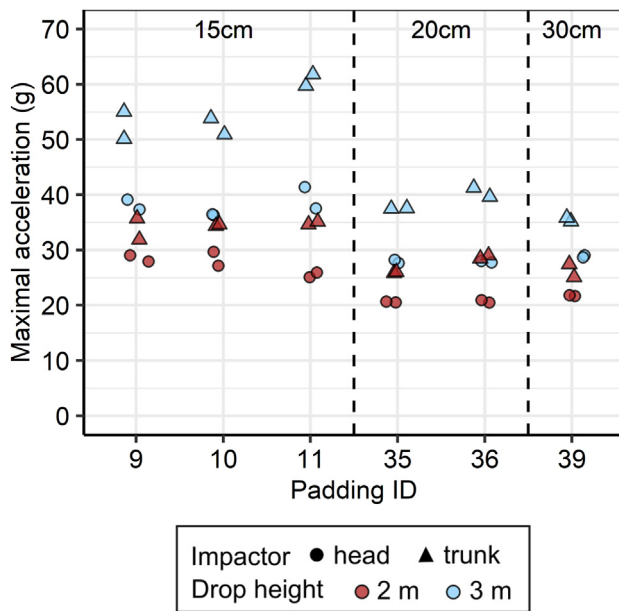 15cm 20cm 30cm
Maximal acceleration (g)
70
60
50
40
30
20
10
0
9 10 11 35 36 39
Padding ID
Impactor head trunk
Drop height 2 m 3 m